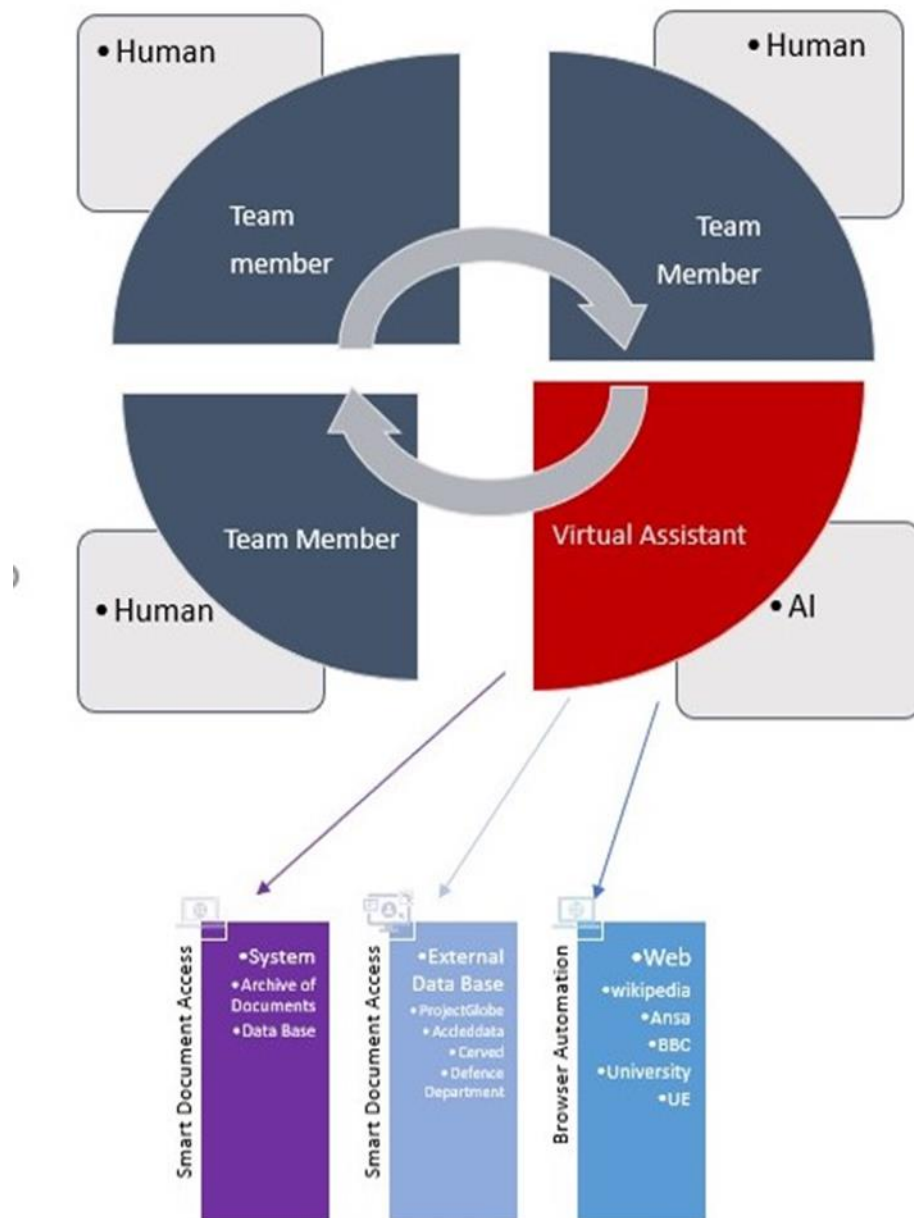 • Human
• Human
Team
member
Team
Member
Team Member
Virtual Assistant
• Human
• AI
Smart Document Access
•System
•Archive of
Documents
•Data Base
Smart Document Access
•External
Data Base
•ProjectGlobe
•Accleddata
•Cerved
•Defence
Department
Browser Automation
•Web
•wikipedia
•Ansa
•BBC
•University
•UE